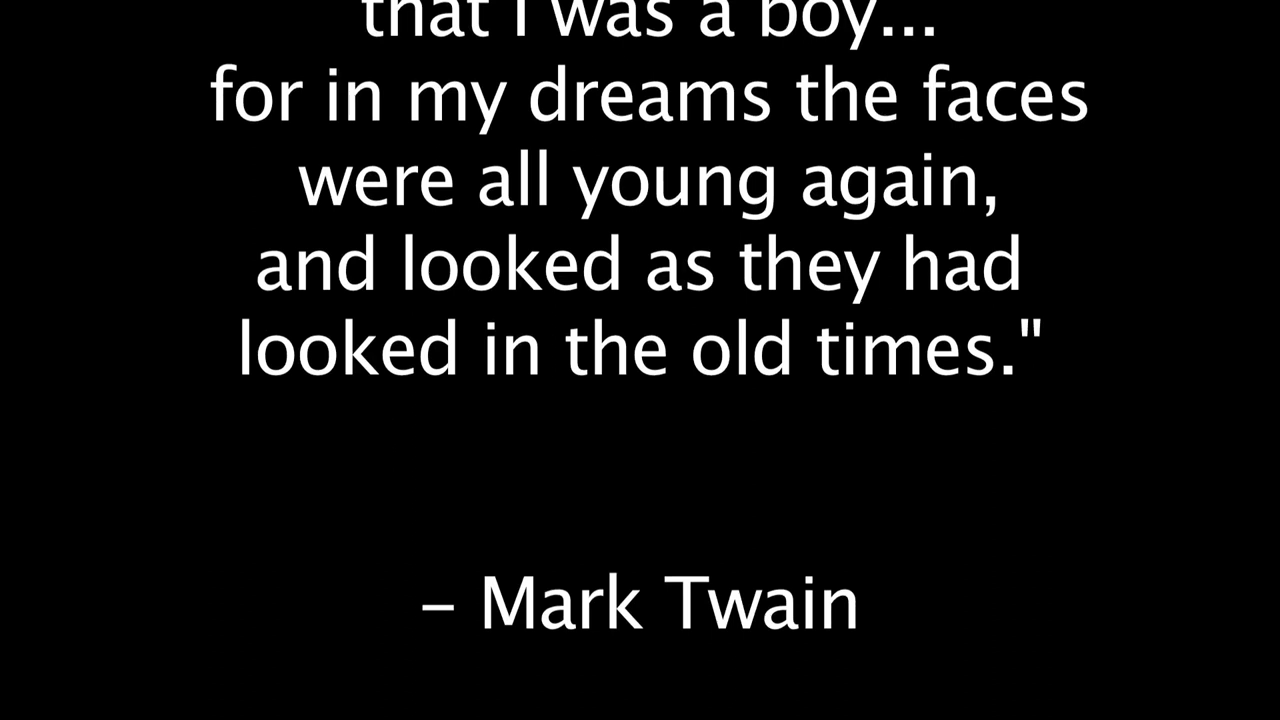 that I was a boy...
for in my dreams the faces
were all young again,
and looked as they had
looked in the old times."
– Mark Twain